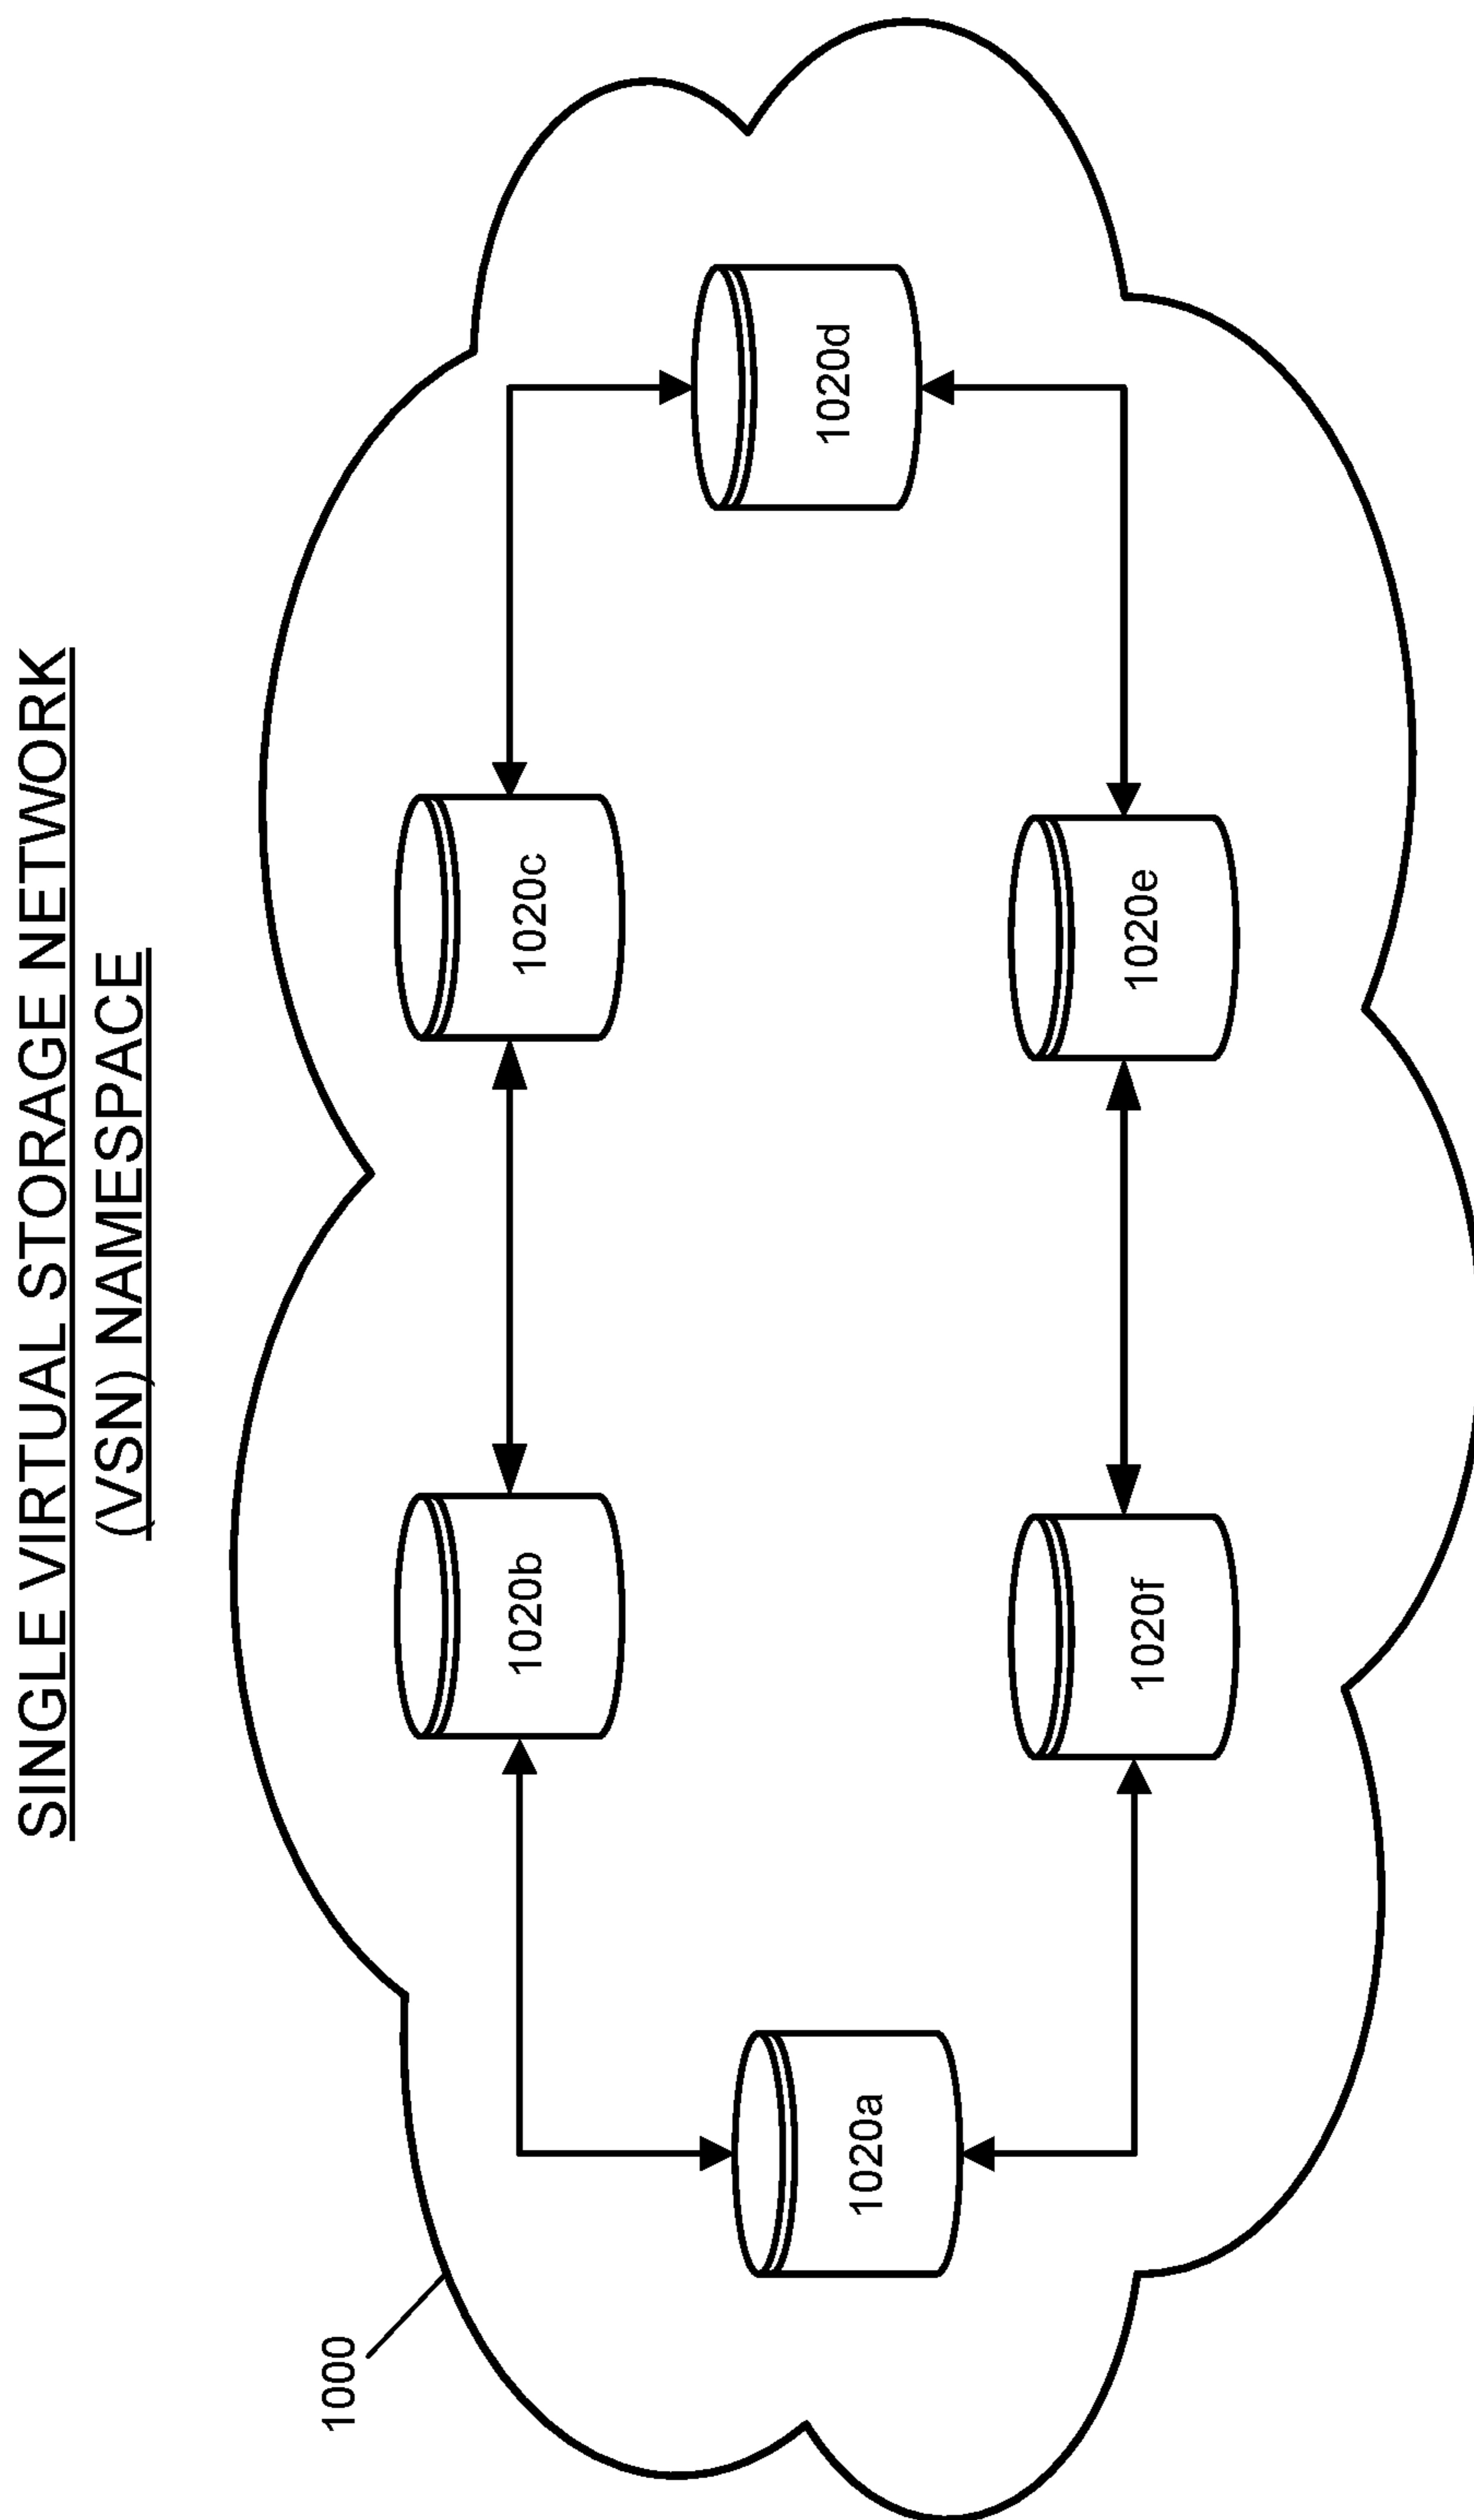 SINGLE VIRTUAL STORAGE NETWORK
(VSN) NAMESPACE
1000
1020b
1020c
1020a
1020d
1020f
1020e